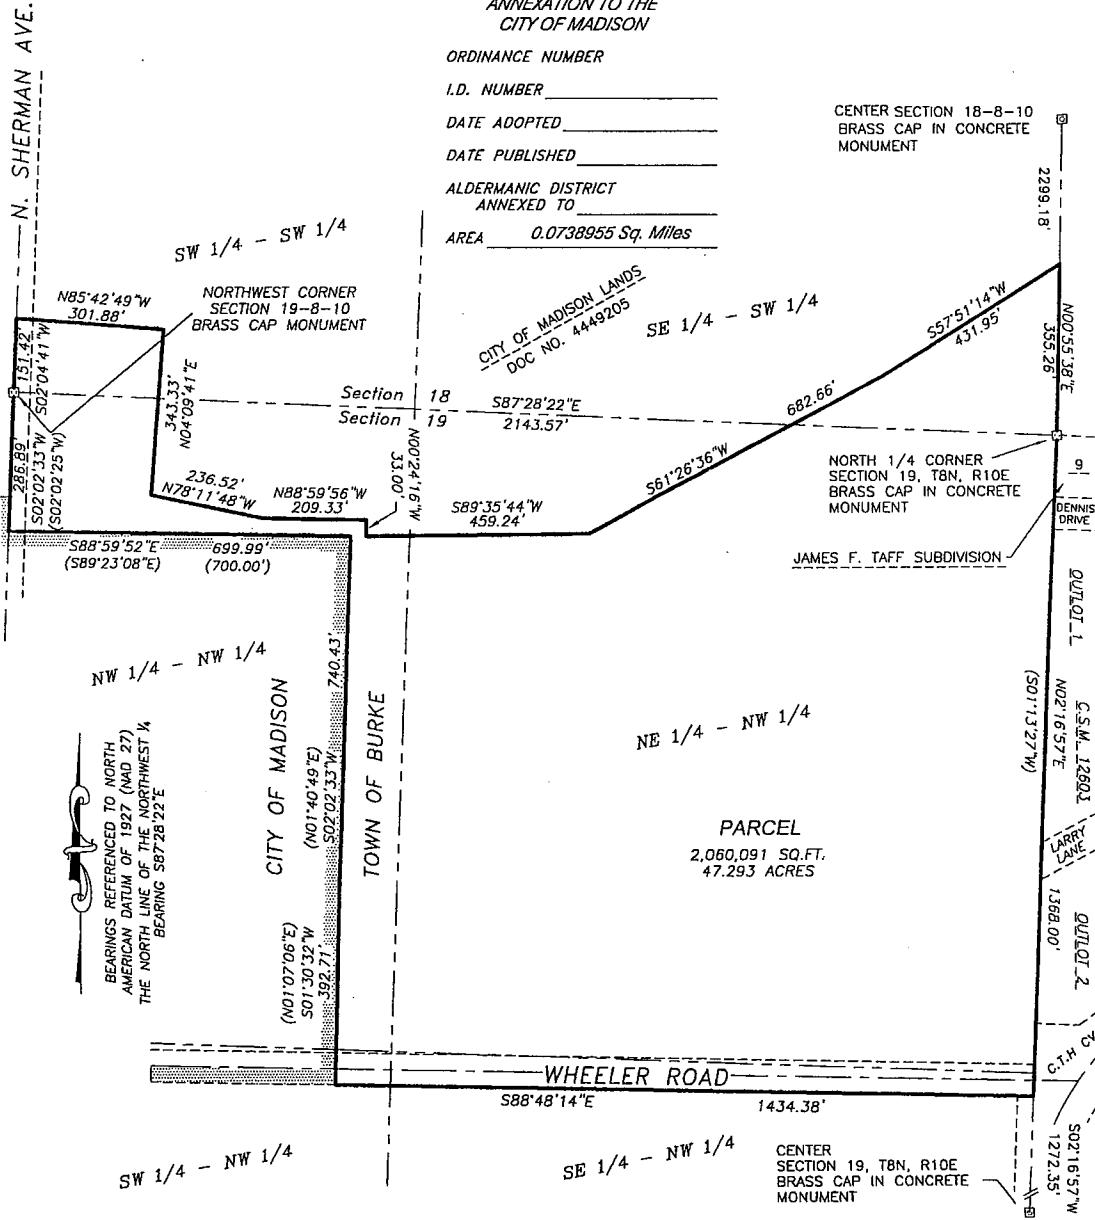 ANNEXATION TO THE
CITY OF MADISON
ORDINANCE NUMBER
I.D. NUMBER
DATE ADOPTED
DATE PUBLISHED
ALDERMANIC DISTRICT
ANNEXED TO
AREA 0.0738955 Sq. Miles
N. SHERMAN AVE.
CENTER SECTION 18-8-10
BRASS CAP IN CONCRETE
MONUMENT
2299.18'
SW 1/4 - SW 1/4
N85°42'49"W
301.88'
NORTHWEST CORNER
SECTION 19-8-10
BRASS CAP MONUMENT
CITY OF MADISON LANDS
DOC NO. 4449205
SE 1/4 - SW 1/4
S57°51'14"W
431.95'
N00°55'38"E
355.26'
151.42'
S02°04'41"W
343.33'
N04°09'41"E
Section 18
Section 19
S87°28'22"E
2143.57'
682.66'
S61°26'36"W
286.89'
S02°02'33"W
(S02°02'25"W)
236.52'
N78°11'48"W
N88°59'56"W
209.33'
N00°24'16"W
33.00'
S89°35'44"W
459.24'
NORTH 1/4 CORNER
SECTION 19, T8N, R10E
BRASS CAP IN CONCRETE
MONUMENT
9
DENNIS
DRIVE
JAMES F. TAFF SUBDIVISION
S88°59'52"E 699.99'
(S89°23'08"E) (700.00')
OUTLOT 1
NW 1/4 - NW 1/4
740.43'
(N01°40'49"E)
S02°02'33"W
CITY OF MADISON
TOWN OF BURKE
NE 1/4 - NW 1/4
N02°16'57"E
(S01°13'27"W)
C.S.M. 12603
BEARINGS REFERENCED TO NORTH
AMERICAN DATUM OF 1927 (NAD 27)
THE NORTH LINE OF THE NORTHWEST ¼
BEARING S87°28'22"E
PARCEL
2,060,091 SQ.FT.
47.293 ACRES
LARRY
LANE
1368.00'
OUTLOT 2
(N01°07'06"E)
S01°30'32"W
392.71'
C.T.H CV
WHEELER ROAD
S88°48'14"E 1434.38'
SW 1/4 - NW 1/4
SE 1/4 - NW 1/4
CENTER
SECTION 19, T8N, R10E
BRASS CAP IN CONCRETE
MONUMENT
S02°16'57"W
1272.35'